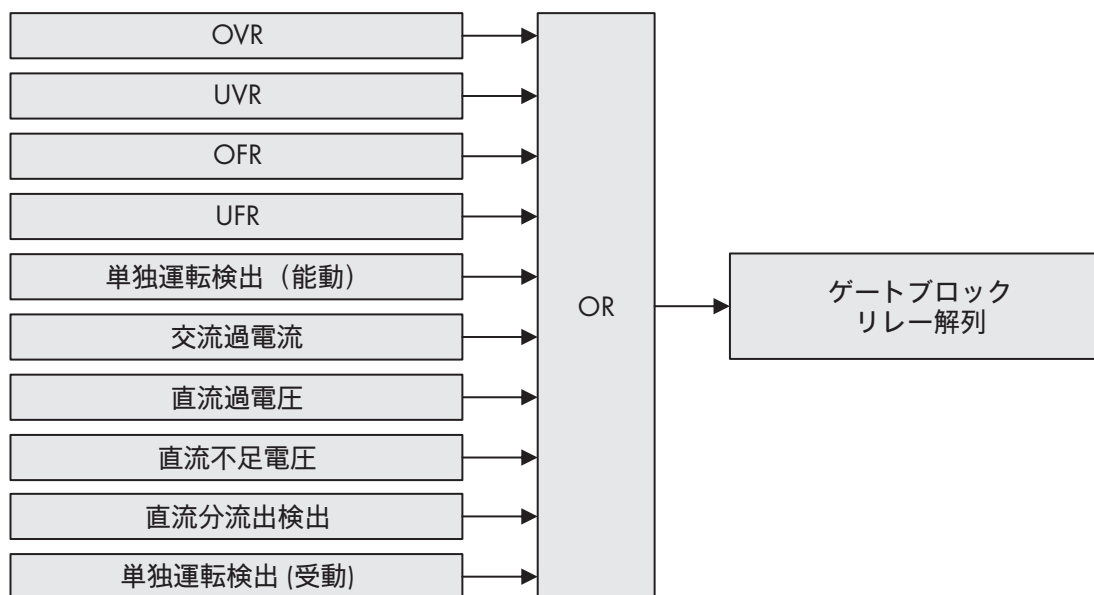 OVR
UVR
OFR
UFR
単独運転検出（能動）
交流過電流
直流過電圧
直流不足電圧
直流分流出検出
単独運転検出 (受動)
OR
ゲートブロック
リレー解列